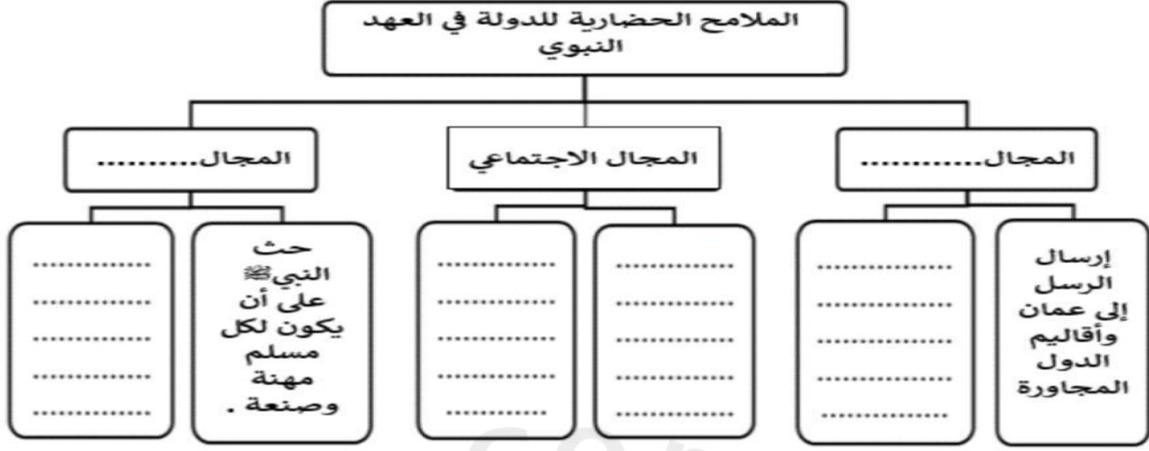 الملامح الحضارية للدولة في العهد
النبوي
المجال............
المجال الاجتماعي
المجال..........
إرسال
الرسل
إلى عمان
وأقاليم
الدول
المجاورة
................
................
................
................
...............
..............
..............
..............
..............
..............
..............
..............
..............
..............
............
حث
النبيﷺ
على أن
يكون لكل
مسلم
مهنة
وصنعة .
..............
..............
..............
..............
..............